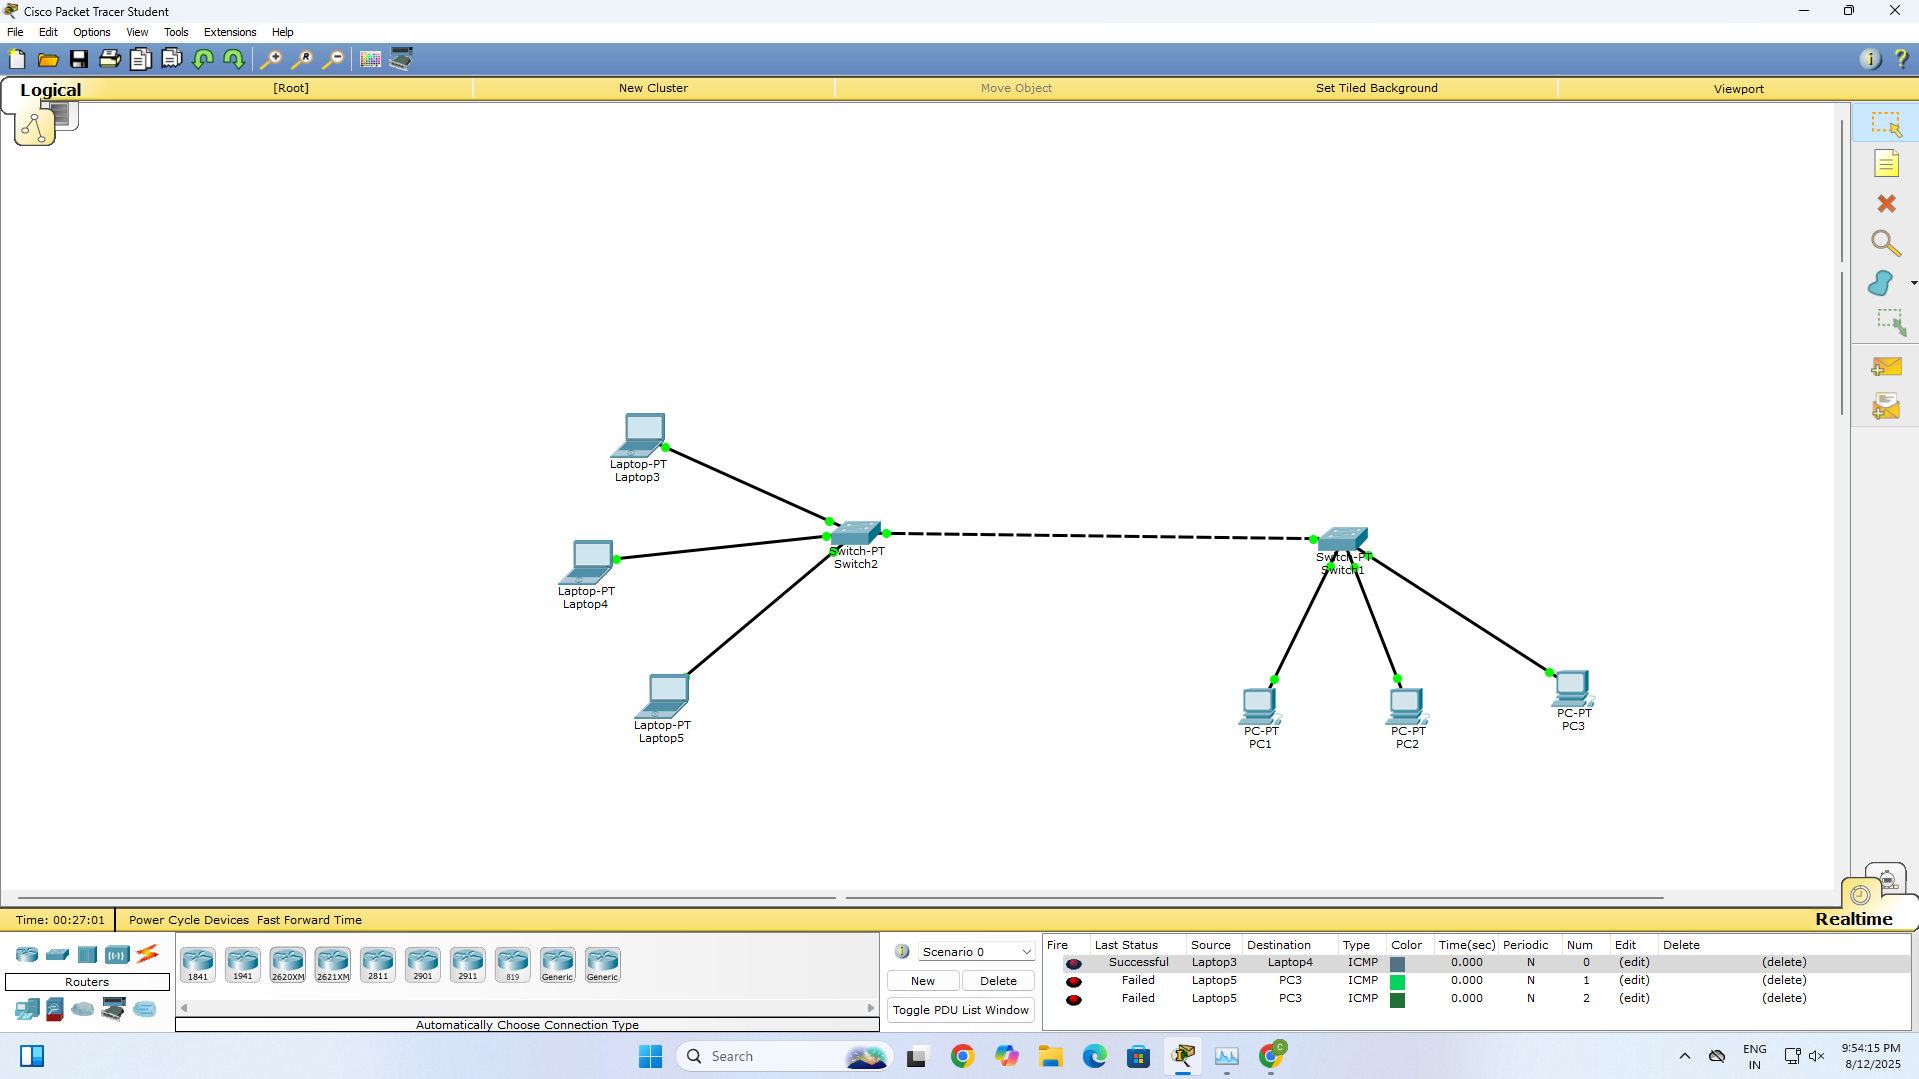 Cisco Packet Tracer Student
File Edit Options View Tools Extensions Help
Logical [Root] New Cluster Move Object Set Tiled Background Viewport
Laptop-PT
Laptop3
Switch-PT
Switch2
Switch-PT
Switch1
Laptop-PT
Laptop4
Laptop-PT
Laptop5
PC-PT
PC1
PC-PT
PC2
PC-PT
PC3
Realtime
Time: 00:27:01 Power Cycle Devices Fast Forward Time
Routers
1841 1941 2620XM 2621XM 2811 2901 2911 819 Generic Generic
Automatically Choose Connection Type
Scenario 0
New Delete
Toggle PDU List Window
Fire Last Status Source Destination Type Color Time(sec) Periodic Num Edit Delete
Successful Laptop3 Laptop4 ICMP 0.000 N 0 (edit) (delete)
Failed Laptop5 PC3 ICMP 0.000 N 1 (edit) (delete)
Failed Laptop5 PC3 ICMP 0.000 N 2 (edit) (delete)
Search
C
ENG
IN
9:54:15 PM
8/12/2025